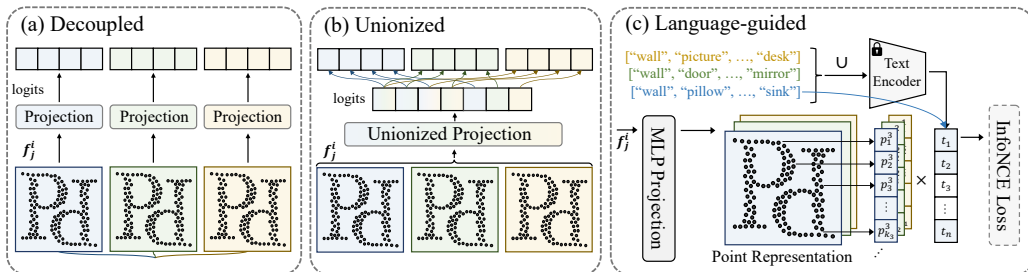 (a) Decoupled
logits
Projection
Projection
Projection
f_j^i
(b) Unionized
logits
Unionized Projection
f_j^i
(c) Language-guided
["wall", "picture", …, "desk"]
["wall", "door", …, "mirror"]
["wall", "pillow", …, "sink"]
∪
Text
Encoder
f_j^i
MLP Projection
p_1^3
p_2^3
p_3^3
⋮
p_{k_3}^3
⋯
×
t_1
t_2
t_3
⋮
t_n
InfoNCE Loss
Point Representation